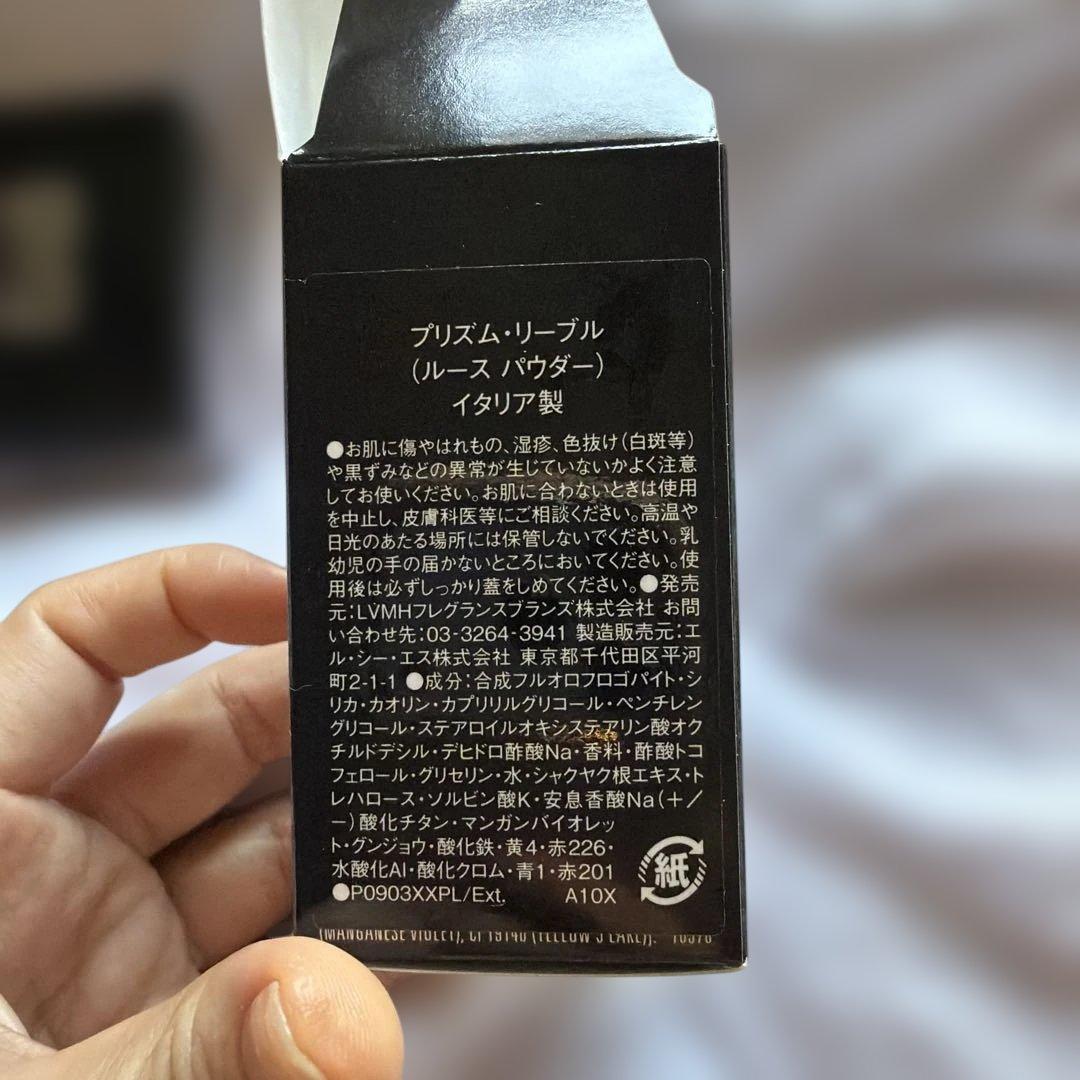 プリズム・リーブル
(ルース パウダー)
イタリア製
●お肌に傷やはれもの、湿疹、色抜け(白斑等)
や黒ずみなどの異常が生じていないかよく注意
してお使いください。お肌に合わないときは使用
を中止し、皮膚科医等にご相談ください。高温や
日光のあたる場所には保管しないでください。乳
幼児の手の届かないところにおいてください。使
用後は必ずしっかり蓋をしめてください。●発売
元:LVMHフレグランスブランズ株式会社 お問
い合わせ先:03-3264-3941 製造販売元:エ
ル・シー・エス株式会社 東京都千代田区平河
町2-1-1 ●成分:合成フルオロフロゴパイト・シ
リカ・カオリン・カプリリルグリコール・ペンチレン
グリコール・ステアロイルオキシステアリン酸オク
チルドデシル・デヒドロ酢酸Na・香料・酢酸トコ
フェロール・グリセリン・水・シャクヤク根エキス・ト
レハロース・ソルビン酸K・安息香酸Na(+/
-)酸化チタン・マンガンバイオレッ
ト・グンジョウ・酸化鉄・黄4・赤226・
水酸化Al・酸化クロム・青1・赤201
●P0903XXPL/Ext. A10X
紙
(MANGANESE VIOLET), CI 19140 (YELLOW 5 LAKE)].